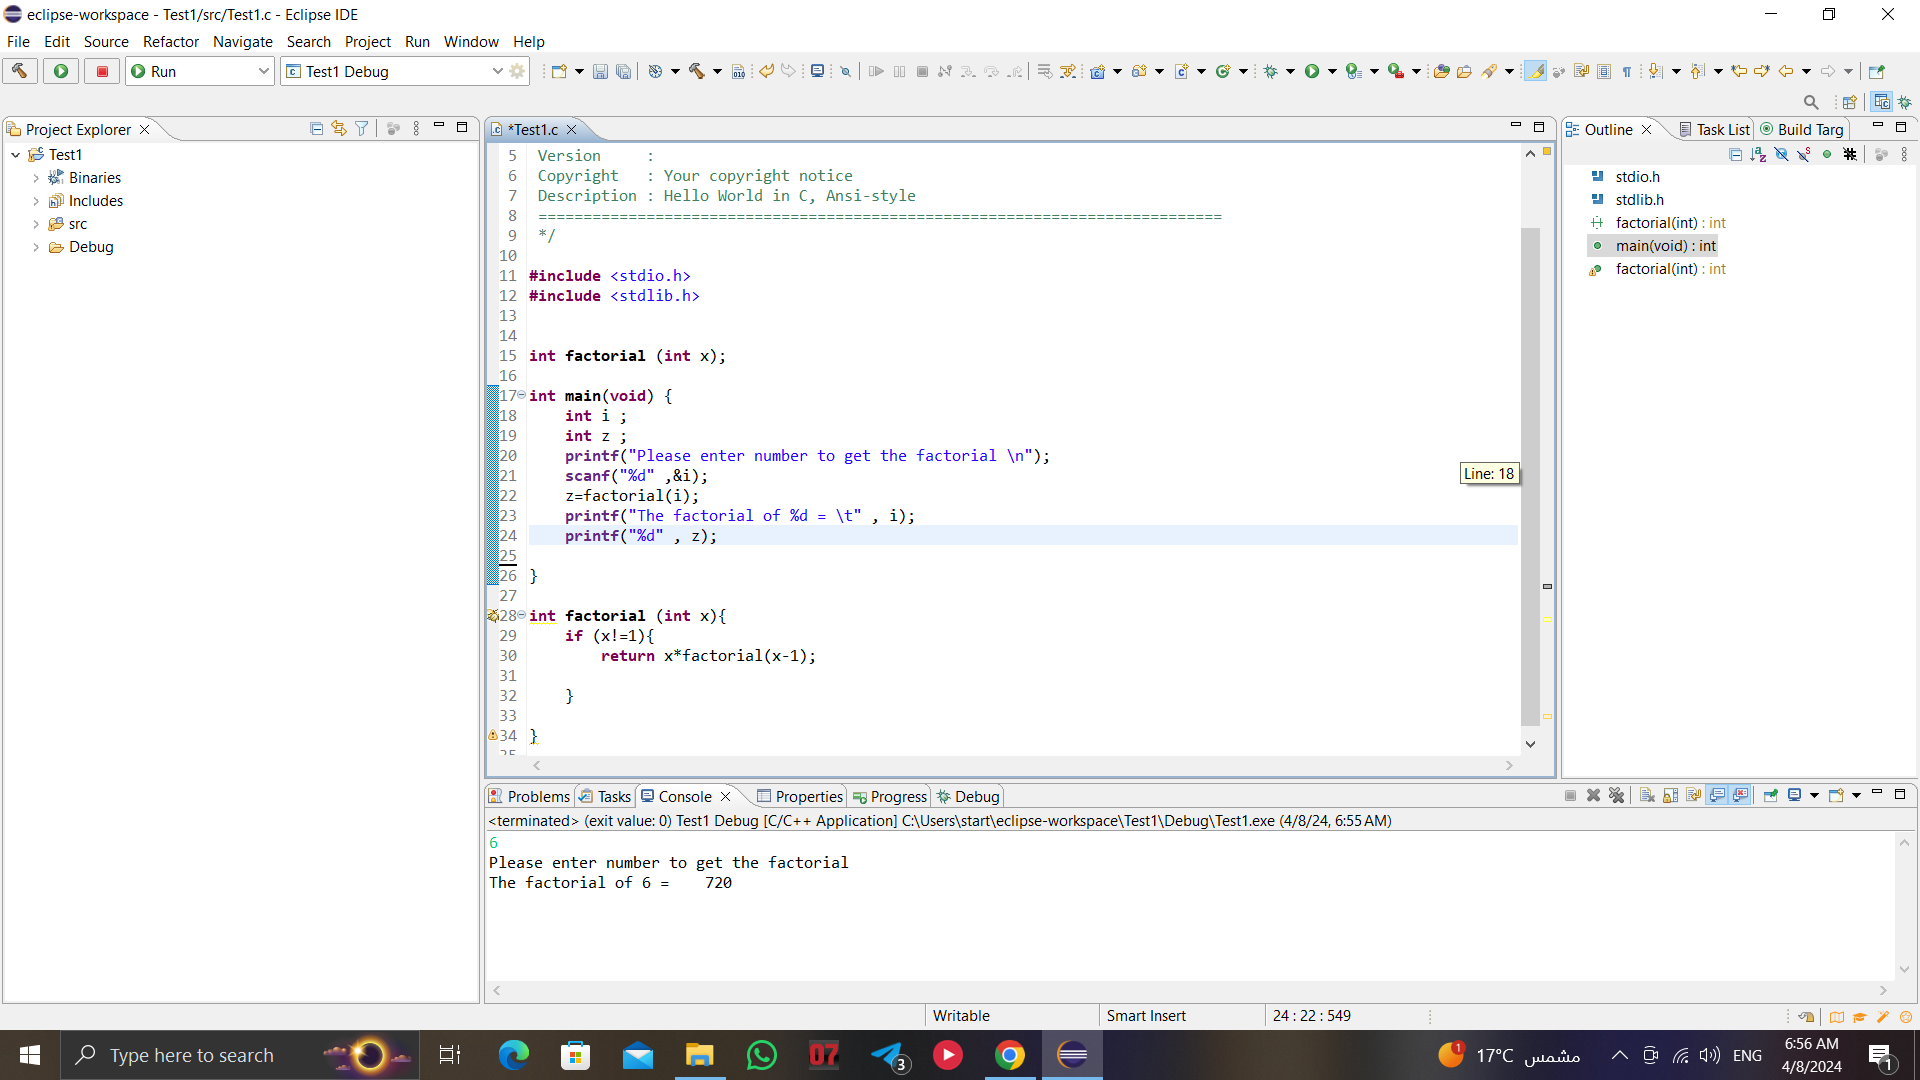 eclipse-workspace - Test1/src/Test1.c - Eclipse IDE
File Edit Source Refactor Navigate Search Project Run Window Help
Run
Test1 Debug
Project Explorer
Test1
Binaries
Includes
src
Debug
*Test1.c
5 Version     :
6 Copyright   : Your copyright notice
7 Description : Hello World in C, Ansi-style
8 ============================================================================
9 */
10
11 #include <stdio.h>
12 #include <stdlib.h>
13
14
15 int factorial (int x);
16
17 int main(void) {
18     int i ;
19     int z ;
20     printf("Please enter number to get the factorial \n");
21     scanf("%d" ,&i);
22     z=factorial(i);
23     printf("The factorial of %d = \t" , i);
24     printf("%d" , z);
25
26 }
27
28 int factorial (int x){
29     if (x!=1){
30         return x*factorial(x-1);
31
32     }
33
34 }
35
Line: 18
Outline Task List Build Targ
stdio.h
stdlib.h
factorial(int) : int
main(void) : int
factorial(int) : int
Problems Tasks Console Properties Progress Debug
<terminated> (exit value: 0) Test1 Debug [C/C++ Application] C:\Users\start\eclipse-workspace\Test1\Debug\Test1.exe (4/8/24, 6:55 AM)
6
Please enter number to get the factorial
The factorial of 6 =    720
Writable Smart Insert 24 : 22 : 549
Type here to search
07
3
1
17°C مشمس
ENG
6:56 AM
4/8/2024
1